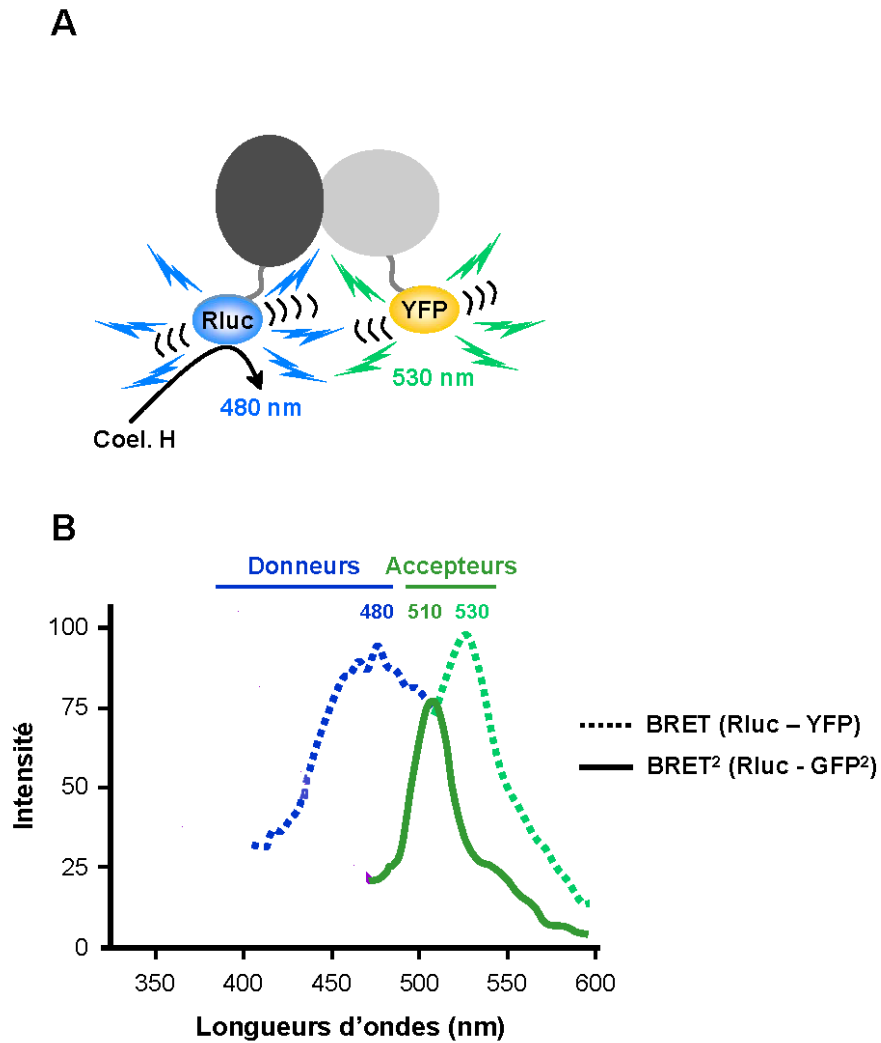 A
Rluc
YFP
530 nm
480 nm
Coel. H
B
Donneurs
Accepteurs
480 510 530
100
75
50
25
0
Intensité
350 400 450 500 550 600
Longueurs d'ondes (nm)
BRET (Rluc – YFP)
BRET² (Rluc - GFP²)